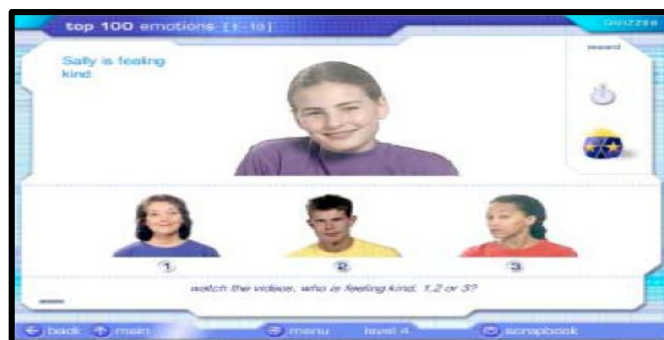 top 100 emotions [1-10]
QUIZZES
Sally is feeling
kind
reward
1
2
3
watch the videos, who is feeling kind, 1,2 or 3?
back
main
menu
level 4
scrapbook